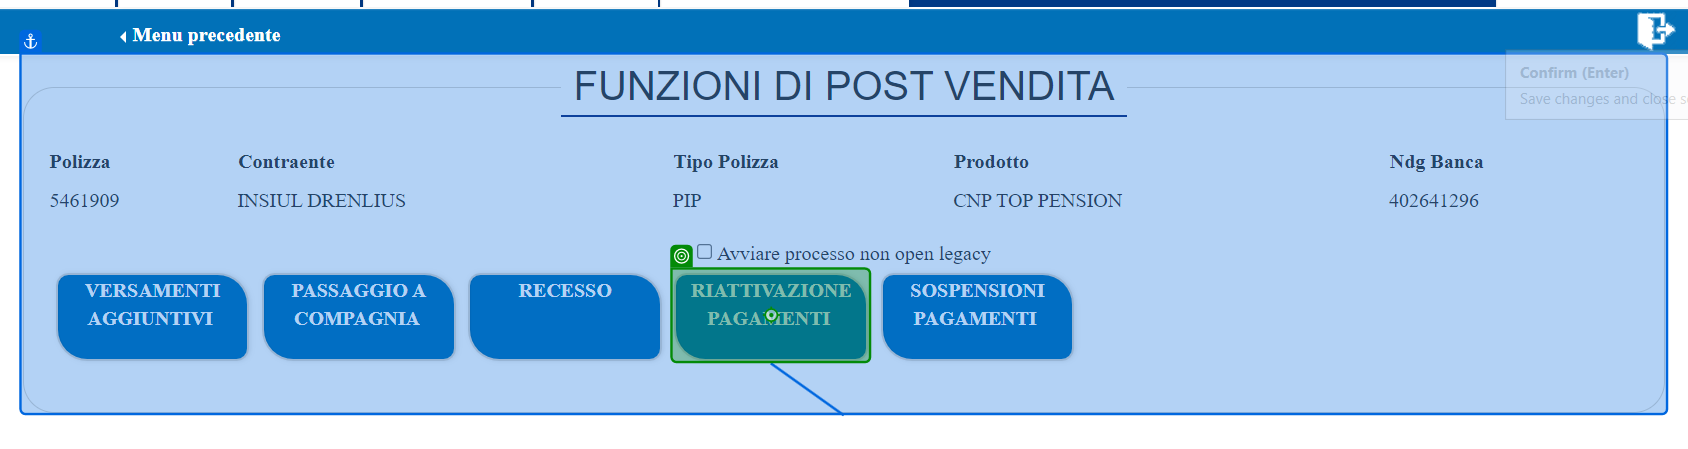 Menu precedente
Confirm (Enter)
Save changes and close s
FUNZIONI DI POST VENDITA
Polizza Contraente Tipo Polizza Prodotto Ndg Banca
5461909 INSIUL DRENLIUS PIP CNP TOP PENSION 402641296
Avviare processo non open legacy
VERSAMENTI AGGIUNTIVI
PASSAGGIO A COMPAGNIA
RECESSO
RIATTIVAZIONE PAGAMENTI
SOSPENSIONI PAGAMENTI